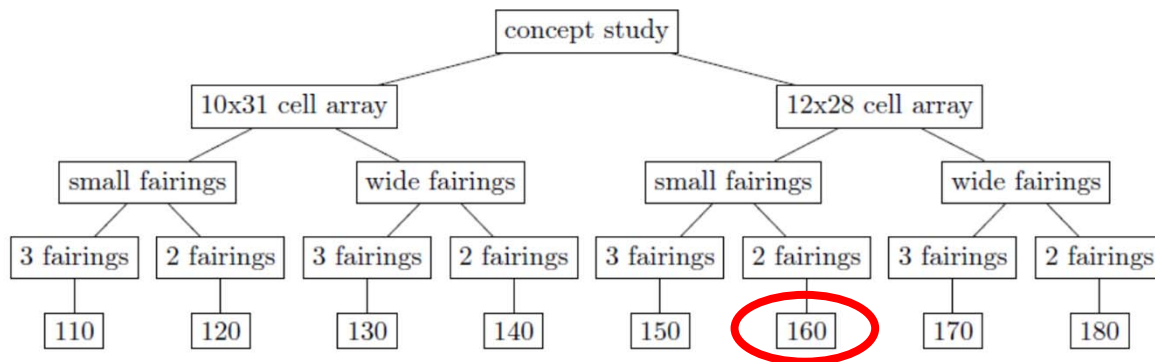 concept study
10x31 cell array 12x28 cell array
small fairings wide fairings small fairings wide fairings
3 fairings 2 fairings 3 fairings 2 fairings 3 fairings 2 fairings 3 fairings 2 fairings
110 120 130 140 150 160 170 180